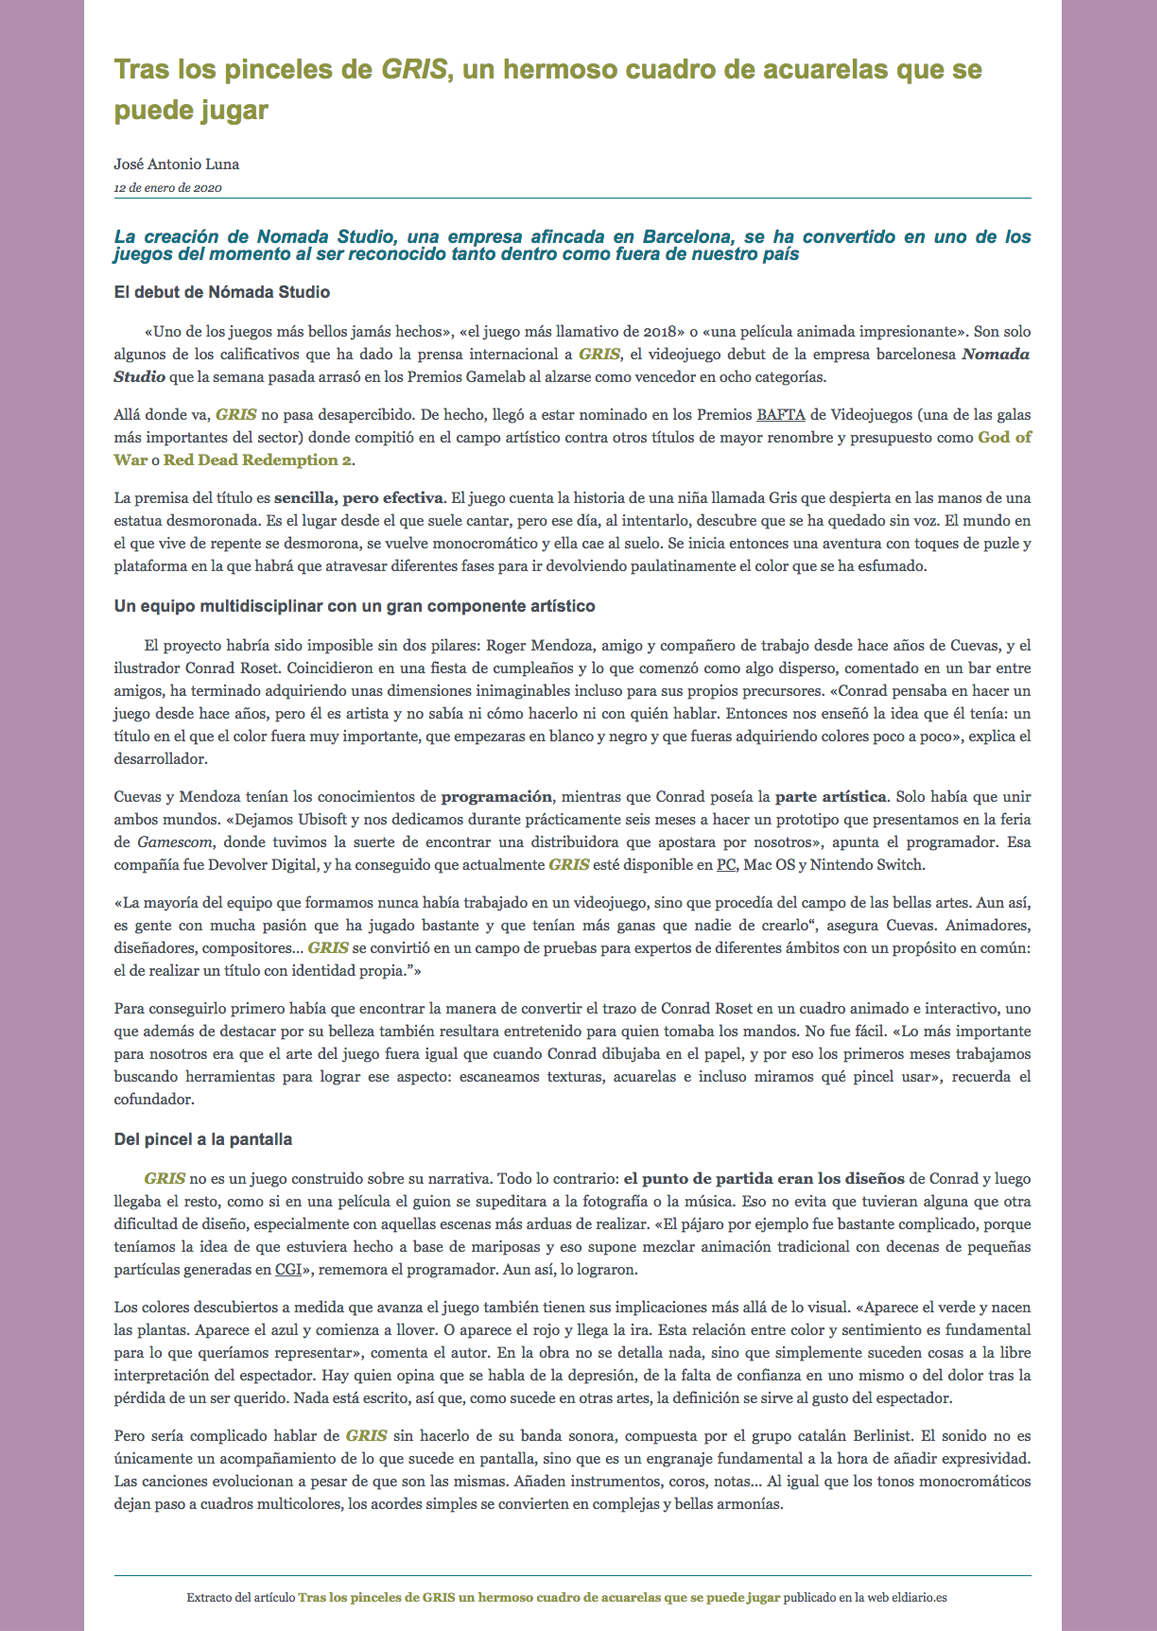 Tras los pinceles de GRIS, un hermoso cuadro de acuarelas que se
puede jugar
José Antonio Luna
12 de enero de 2020
La creación de Nomada Studio, una empresa afincada en Barcelona, se ha convertido en uno de los
juegos del momento al ser reconocido tanto dentro como fuera de nuestro país
El debut de Nómada Studio
«Uno de los juegos más bellos jamás hechos», «el juego más llamativo de 2018» o «una película animada impresionante». Son solo
algunos de los calificativos que ha dado la prensa internacional a GRIS, el videojuego debut de la empresa barcelonesa Nomada
Studio que la semana pasada arrasó en los Premios Gamelab al alzarse como vencedor en ocho categorías.
Allá donde va, GRIS no pasa desapercibido. De hecho, llegó a estar nominado en los Premios BAFTA de Videojuegos (una de las galas
más importantes del sector) donde compitió en el campo artístico contra otros títulos de mayor renombre y presupuesto como God of
War o Red Dead Redemption 2.
La premisa del título es sencilla, pero efectiva. El juego cuenta la historia de una niña llamada Gris que despierta en las manos de una
estatua desmoronada. Es el lugar desde el que suele cantar, pero ese día, al intentarlo, descubre que se ha quedado sin voz. El mundo en
el que vive de repente se desmorona, se vuelve monocromático y ella cae al suelo. Se inicia entonces una aventura con toques de puzle y
plataforma en la que habrá que atravesar diferentes fases para ir devolviendo paulatinamente el color que se ha esfumado.
Un equipo multidisciplinar con un gran componente artístico
El proyecto habría sido imposible sin dos pilares: Roger Mendoza, amigo y compañero de trabajo desde hace años de Cuevas, y el
ilustrador Conrad Roset. Coincidieron en una fiesta de cumpleaños y lo que comenzó como algo disperso, comentado en un bar entre
amigos, ha terminado adquiriendo unas dimensiones inimaginables incluso para sus propios precursores. «Conrad pensaba en hacer un
juego desde hace años, pero él es artista y no sabía ni cómo hacerlo ni con quién hablar. Entonces nos enseñó la idea que él tenía: un
título en el que el color fuera muy importante, que empezaras en blanco y negro y que fueras adquiriendo colores poco a poco», explica el
desarrollador.
Cuevas y Mendoza tenían los conocimientos de programación, mientras que Conrad poseía la parte artística. Solo había que unir
ambos mundos. «Dejamos Ubisoft y nos dedicamos durante prácticamente seis meses a hacer un prototipo que presentamos en la feria
de Gamescom, donde tuvimos la suerte de encontrar una distribuidora que apostara por nosotros», apunta el programador. Esa
compañía fue Devolver Digital, y ha conseguido que actualmente GRIS esté disponible en PC, Mac OS y Nintendo Switch.
«La mayoría del equipo que formamos nunca había trabajado en un videojuego, sino que procedía del campo de las bellas artes. Aun así,
es gente con mucha pasión que ha jugado bastante y que tenían más ganas que nadie de crearlo“, asegura Cuevas. Animadores,
diseñadores, compositores... GRIS se convirtió en un campo de pruebas para expertos de diferentes ámbitos con un propósito en común:
el de realizar un título con identidad propia.”»
Para conseguirlo primero había que encontrar la manera de convertir el trazo de Conrad Roset en un cuadro animado e interactivo, uno
que además de destacar por su belleza también resultara entretenido para quien tomaba los mandos. No fue fácil. «Lo más importante
para nosotros era que el arte del juego fuera igual que cuando Conrad dibujaba en el papel, y por eso los primeros meses trabajamos
buscando herramientas para lograr ese aspecto: escaneamos texturas, acuarelas e incluso miramos qué pincel usar», recuerda el
cofundador.
Del pincel a la pantalla
GRIS no es un juego construido sobre su narrativa. Todo lo contrario: el punto de partida eran los diseños de Conrad y luego
llegaba el resto, como si en una película el guion se supeditara a la fotografía o la música. Eso no evita que tuvieran alguna que otra
dificultad de diseño, especialmente con aquellas escenas más arduas de realizar. «El pájaro por ejemplo fue bastante complicado, porque
teníamos la idea de que estuviera hecho a base de mariposas y eso supone mezclar animación tradicional con decenas de pequeñas
partículas generadas en CGI», rememora el programador. Aun así, lo lograron.
Los colores descubiertos a medida que avanza el juego también tienen sus implicaciones más allá de lo visual. «Aparece el verde y nacen
las plantas. Aparece el azul y comienza a llover. O aparece el rojo y llega la ira. Esta relación entre color y sentimiento es fundamental
para lo que queríamos representar», comenta el autor. En la obra no se detalla nada, sino que simplemente suceden cosas a la libre
interpretación del espectador. Hay quien opina que se habla de la depresión, de la falta de confianza en uno mismo o del dolor tras la
pérdida de un ser querido. Nada está escrito, así que, como sucede en otras artes, la definición se sirve al gusto del espectador.
Pero sería complicado hablar de GRIS sin hacerlo de su banda sonora, compuesta por el grupo catalán Berlinist. El sonido no es
únicamente un acompañamiento de lo que sucede en pantalla, sino que es un engranaje fundamental a la hora de añadir expresividad.
Las canciones evolucionan a pesar de que son las mismas. Añaden instrumentos, coros, notas... Al igual que los tonos monocromáticos
dejan paso a cuadros multicolores, los acordes simples se convierten en complejas y bellas armonías.
Extracto del artículo Tras los pinceles de GRIS un hermoso cuadro de acuarelas que se puede jugar publicado en la web eldiario.es